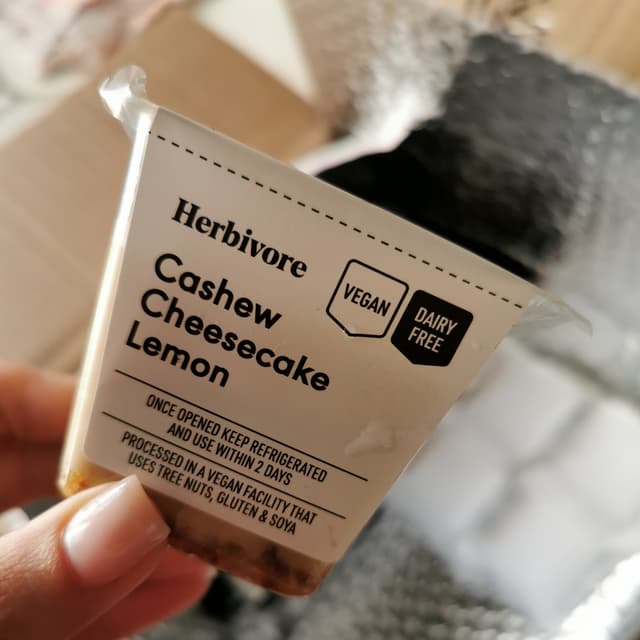 Herbivore
Cashew
Cheesecake
Lemon
VEGAN
DAIRY
FREE
ONCE OPENED KEEP REFRIGERATED
AND USE WITHIN 2 DAYS
PROCESSED IN A VEGAN FACILITY THAT
USES TREE NUTS, GLUTEN & SOYA